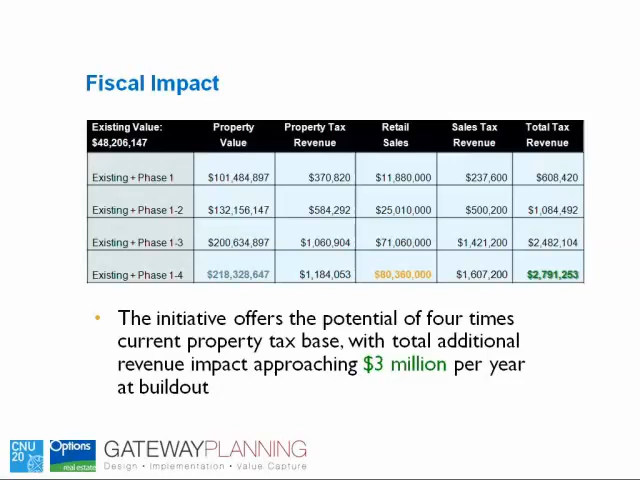 Fiscal Impact
Existing Value: Property Property Tax Retail Sales Tax Total Tax
$48,206,147 Value Revenue Sales Revenue Revenue
Existing + Phase 1 $101,484,897 $370,820 $11,880,000 $237,600 $608,420
Existing + Phase 1-2 $132,156,147 $584,292 $25,010,000 $500,200 $1,084,492
Existing + Phase 1-3 $200,634,897 $1,060,904 $71,060,000 $1,421,200 $2,482,104
Existing + Phase 1-4 $218,328,647 $1,184,053 $80,360,000 $1,607,200 $2,791,253
• The initiative offers the potential of four times
current property tax base, with total additional
revenue impact approaching $3 million per year
at buildout
CNU
20
Options
real estate
GATEWAYPLANNING
Design • Implementation • Value Capture